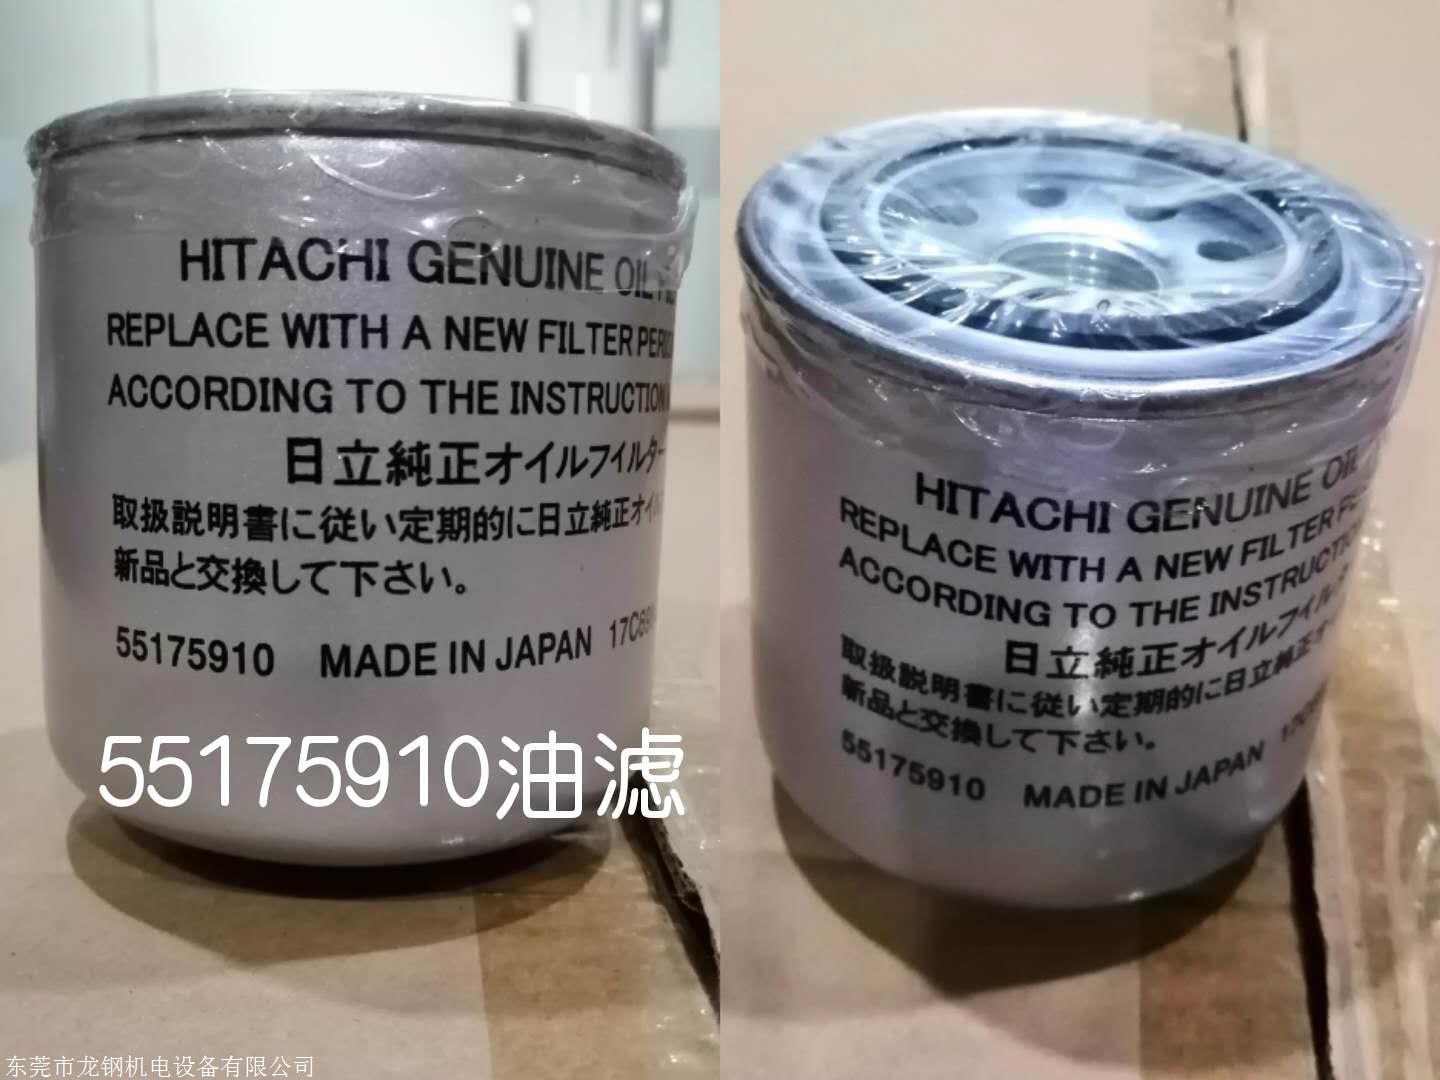 HITACHI GENUINE OIL
REPLACE WITH A NEW FILTER
ACCORDING TO THE INSTRUCTION
日立純正オイルフィルター
取扱説明書に従い定期的に日立純正オイル
新品と交換して下さい。
55175910 MADE IN JAPAN 17C69
55175910油滤
HITACHI GENUINE OIL
REPLACE WITH A NEW FILTER
ACCORDING TO THE INSTRUCTION
日立純正オイルフィル
取扱説明書に従い定期的に日立純正オ
新品と交換して下さい。
55175910 MADE IN JAPAN
东莞市龙钢机电设备有限公司